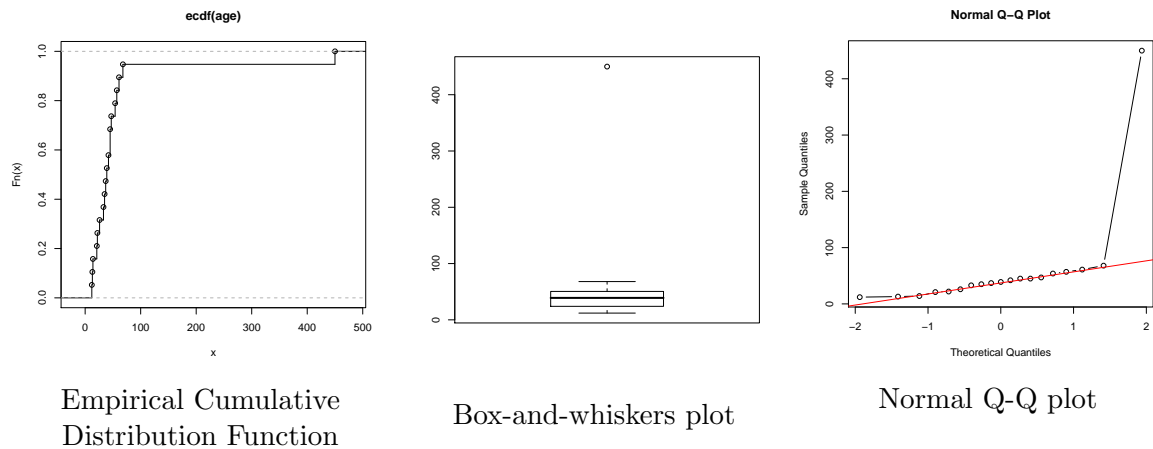 ecdf(age)
Fn(x)
0.0 0.2 0.4 0.6 0.8 1.0
0 100 200 300 400 500
x
Empirical Cumulative
Distribution Function
0 100 200 300 400
Box-and-whiskers plot
Normal Q−Q Plot
Sample Quantiles
0 100 200 300 400
−2 −1 0 1 2
Theoretical Quantiles
Normal Q-Q plot